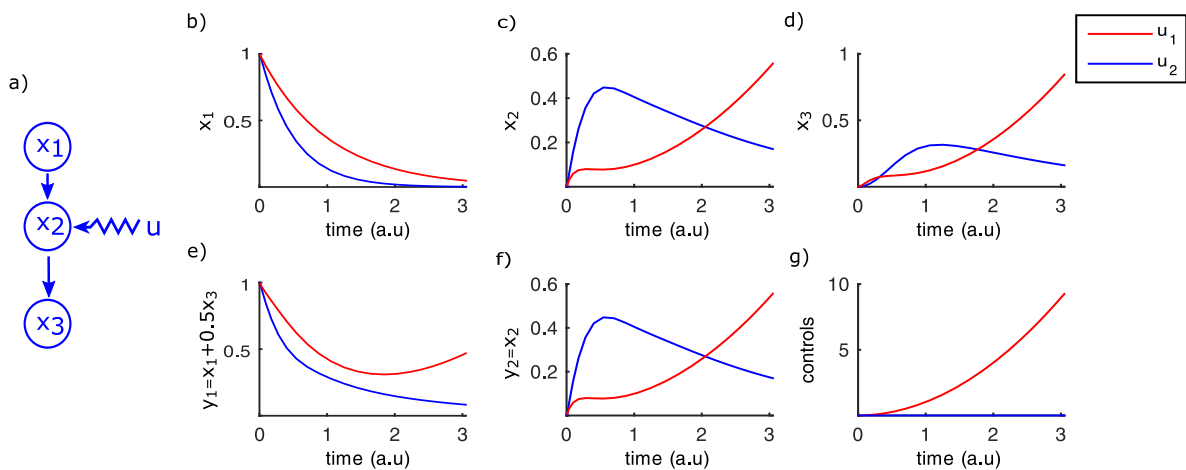 a)
x1
x2
u
x3
b)
x₁
1
0.5
0 1 2 3
time (a.u)
c)
x₂
0.6
0.4
0.2
0 1 2 3
time (a.u)
d)
x₃
1
0.5
0
0 1 2 3
time (a.u)
u₁
u₂
e)
y₁=x₁+0.5x₃
1
0.5
0 1 2 3
time (a.u)
f)
y₂=x₂
0.6
0.4
0.2
0 1 2 3
time (a.u)
g)
controls
10
5
0
0 1 2 3
time (a.u)